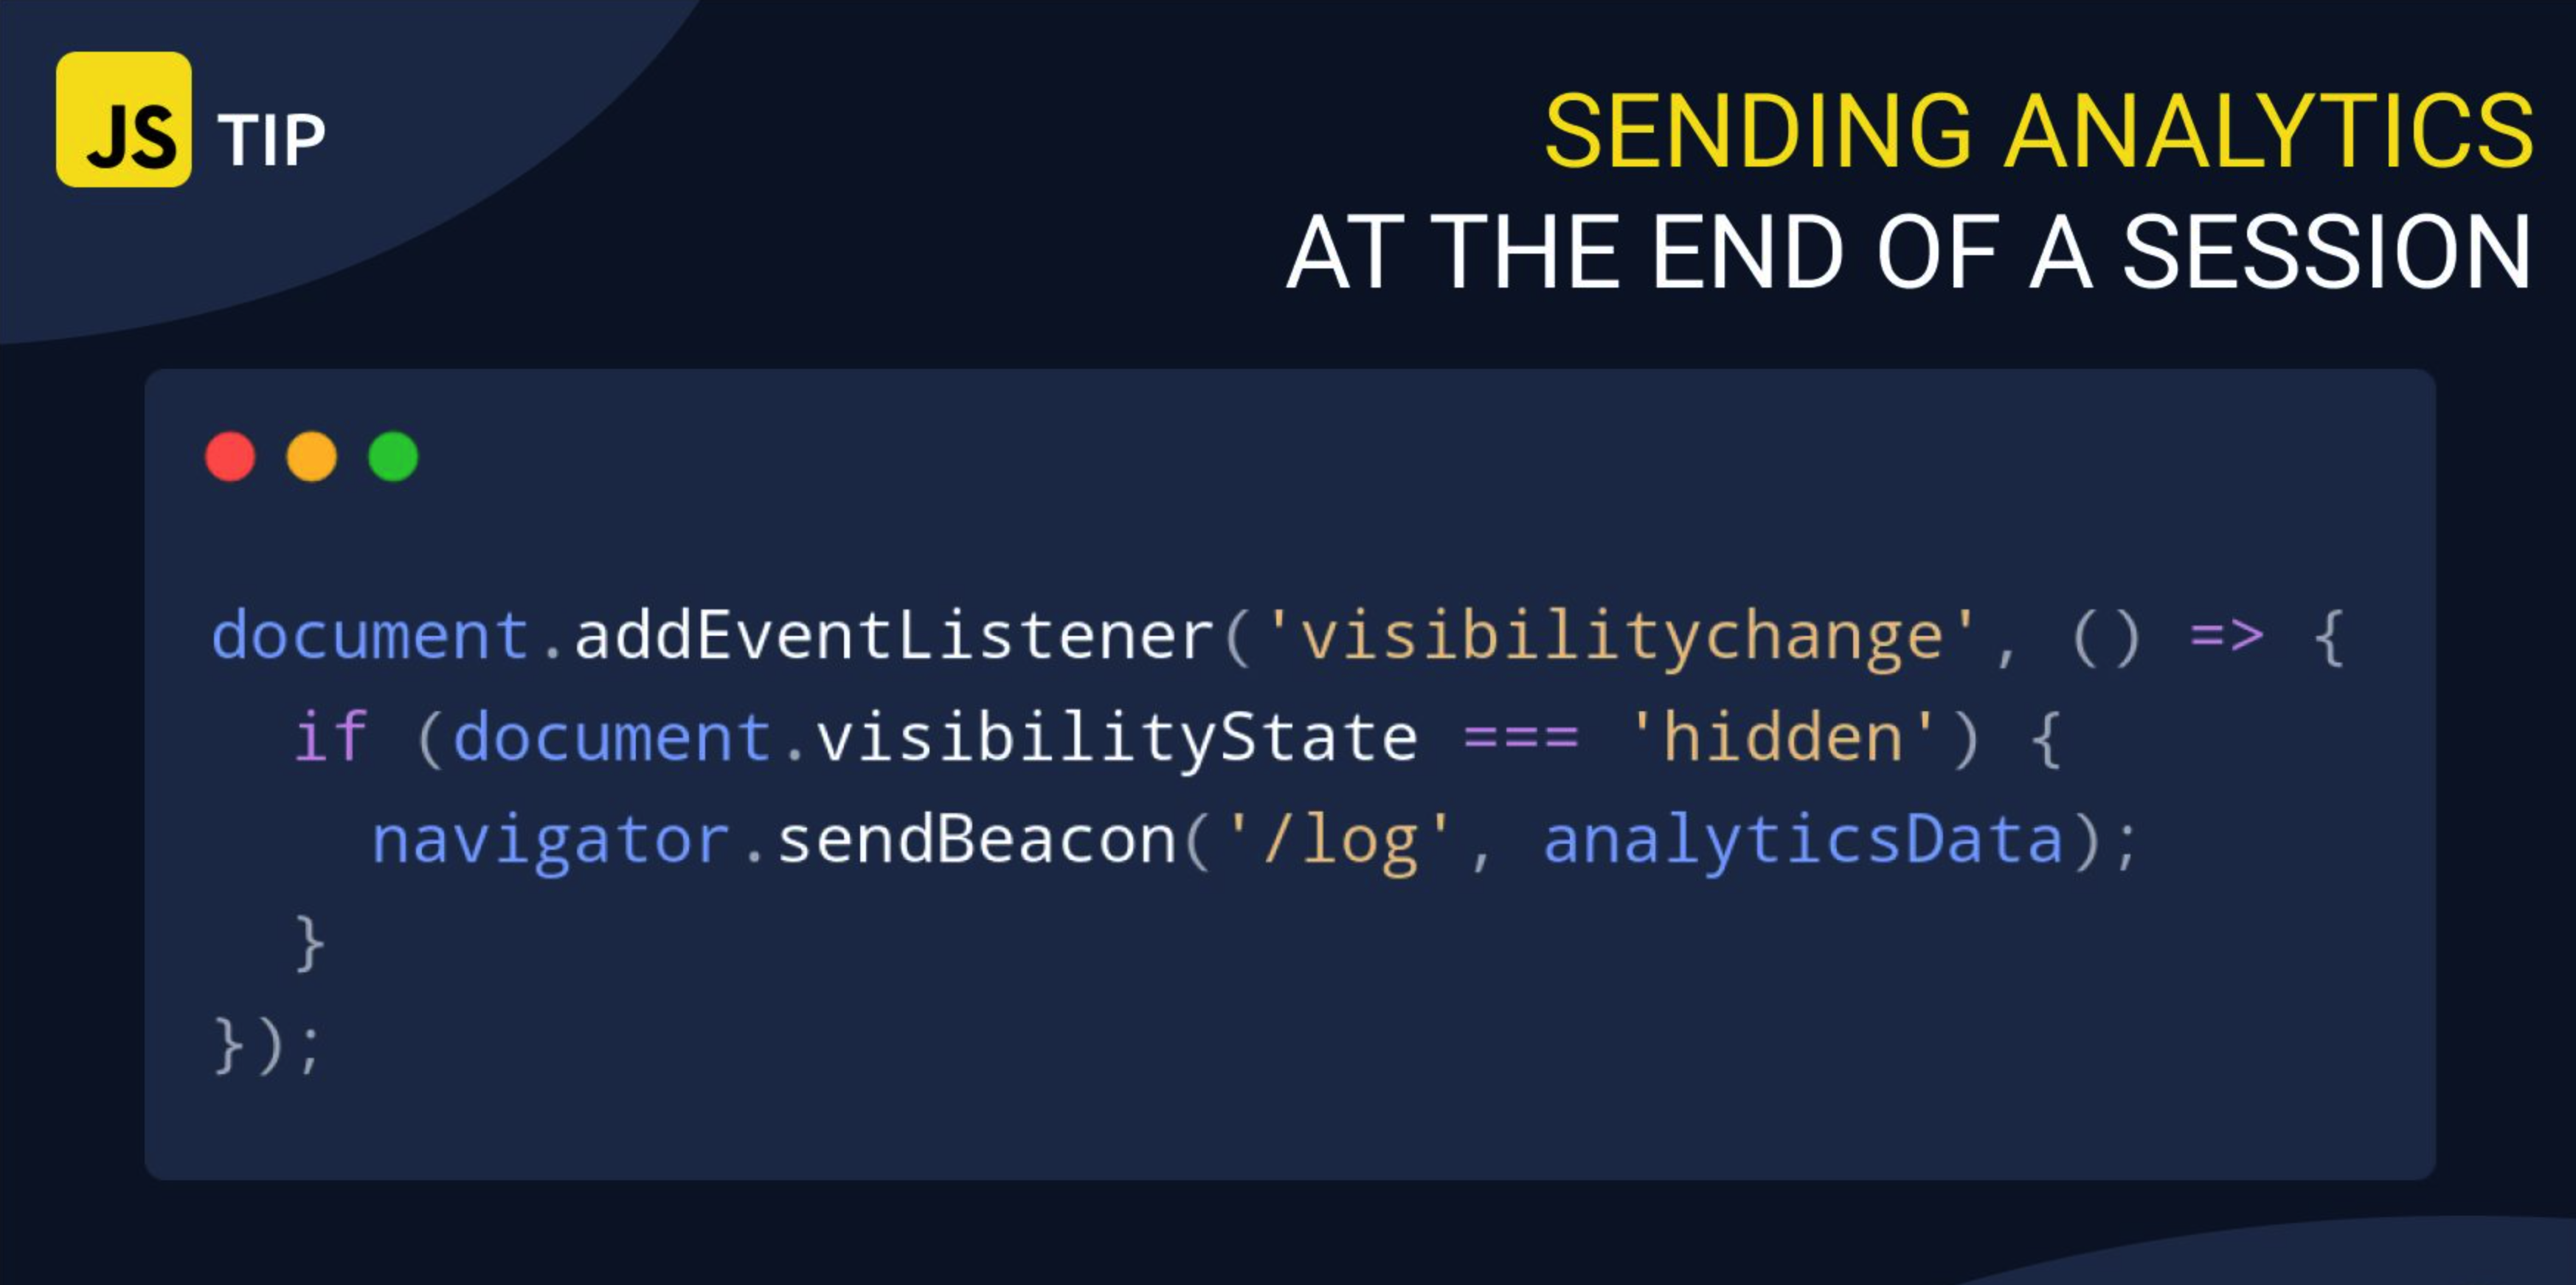 JS TIP
SENDING ANALYTICS
AT THE END OF A SESSION
document.addEventListener('visibilitychange', () => {
  if (document.visibilityState === 'hidden') {
    navigator.sendBeacon('/log', analyticsData);
  }
});